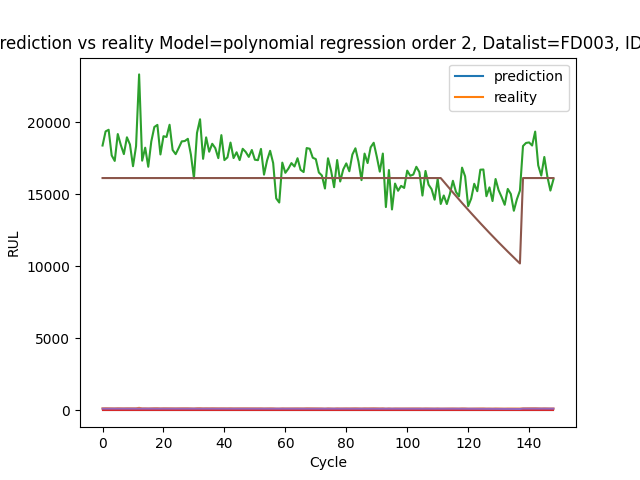 rediction vs reality Model=polynomial regression order 2, Datalist=FD003, ID
prediction
reality
RUL
20000
15000
10000
5000
0
0 20 40 60 80 100 120 140
Cycle